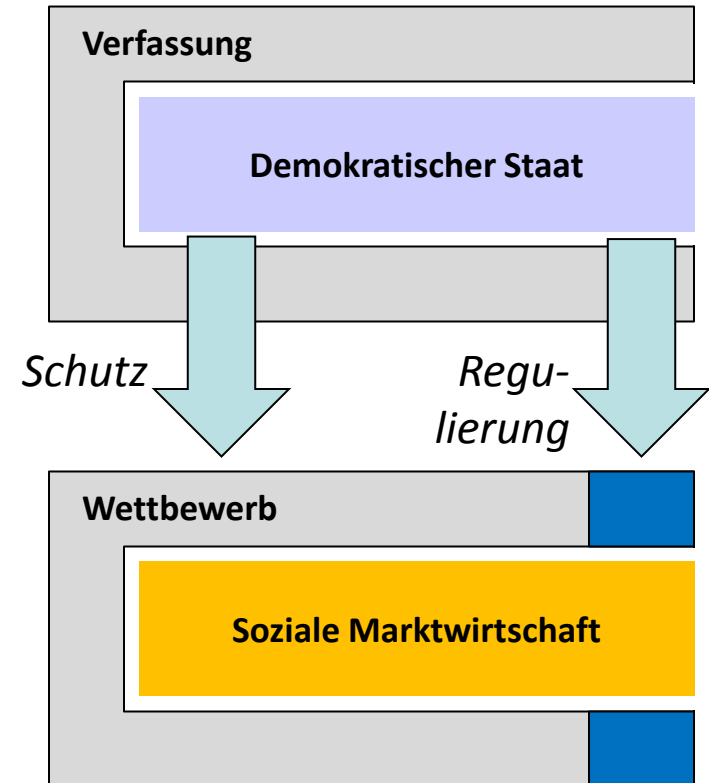 Verfassung
Demokratischer Staat
Schutz
Regu-
lierung
Wettbewerb
Soziale Marktwirtschaft